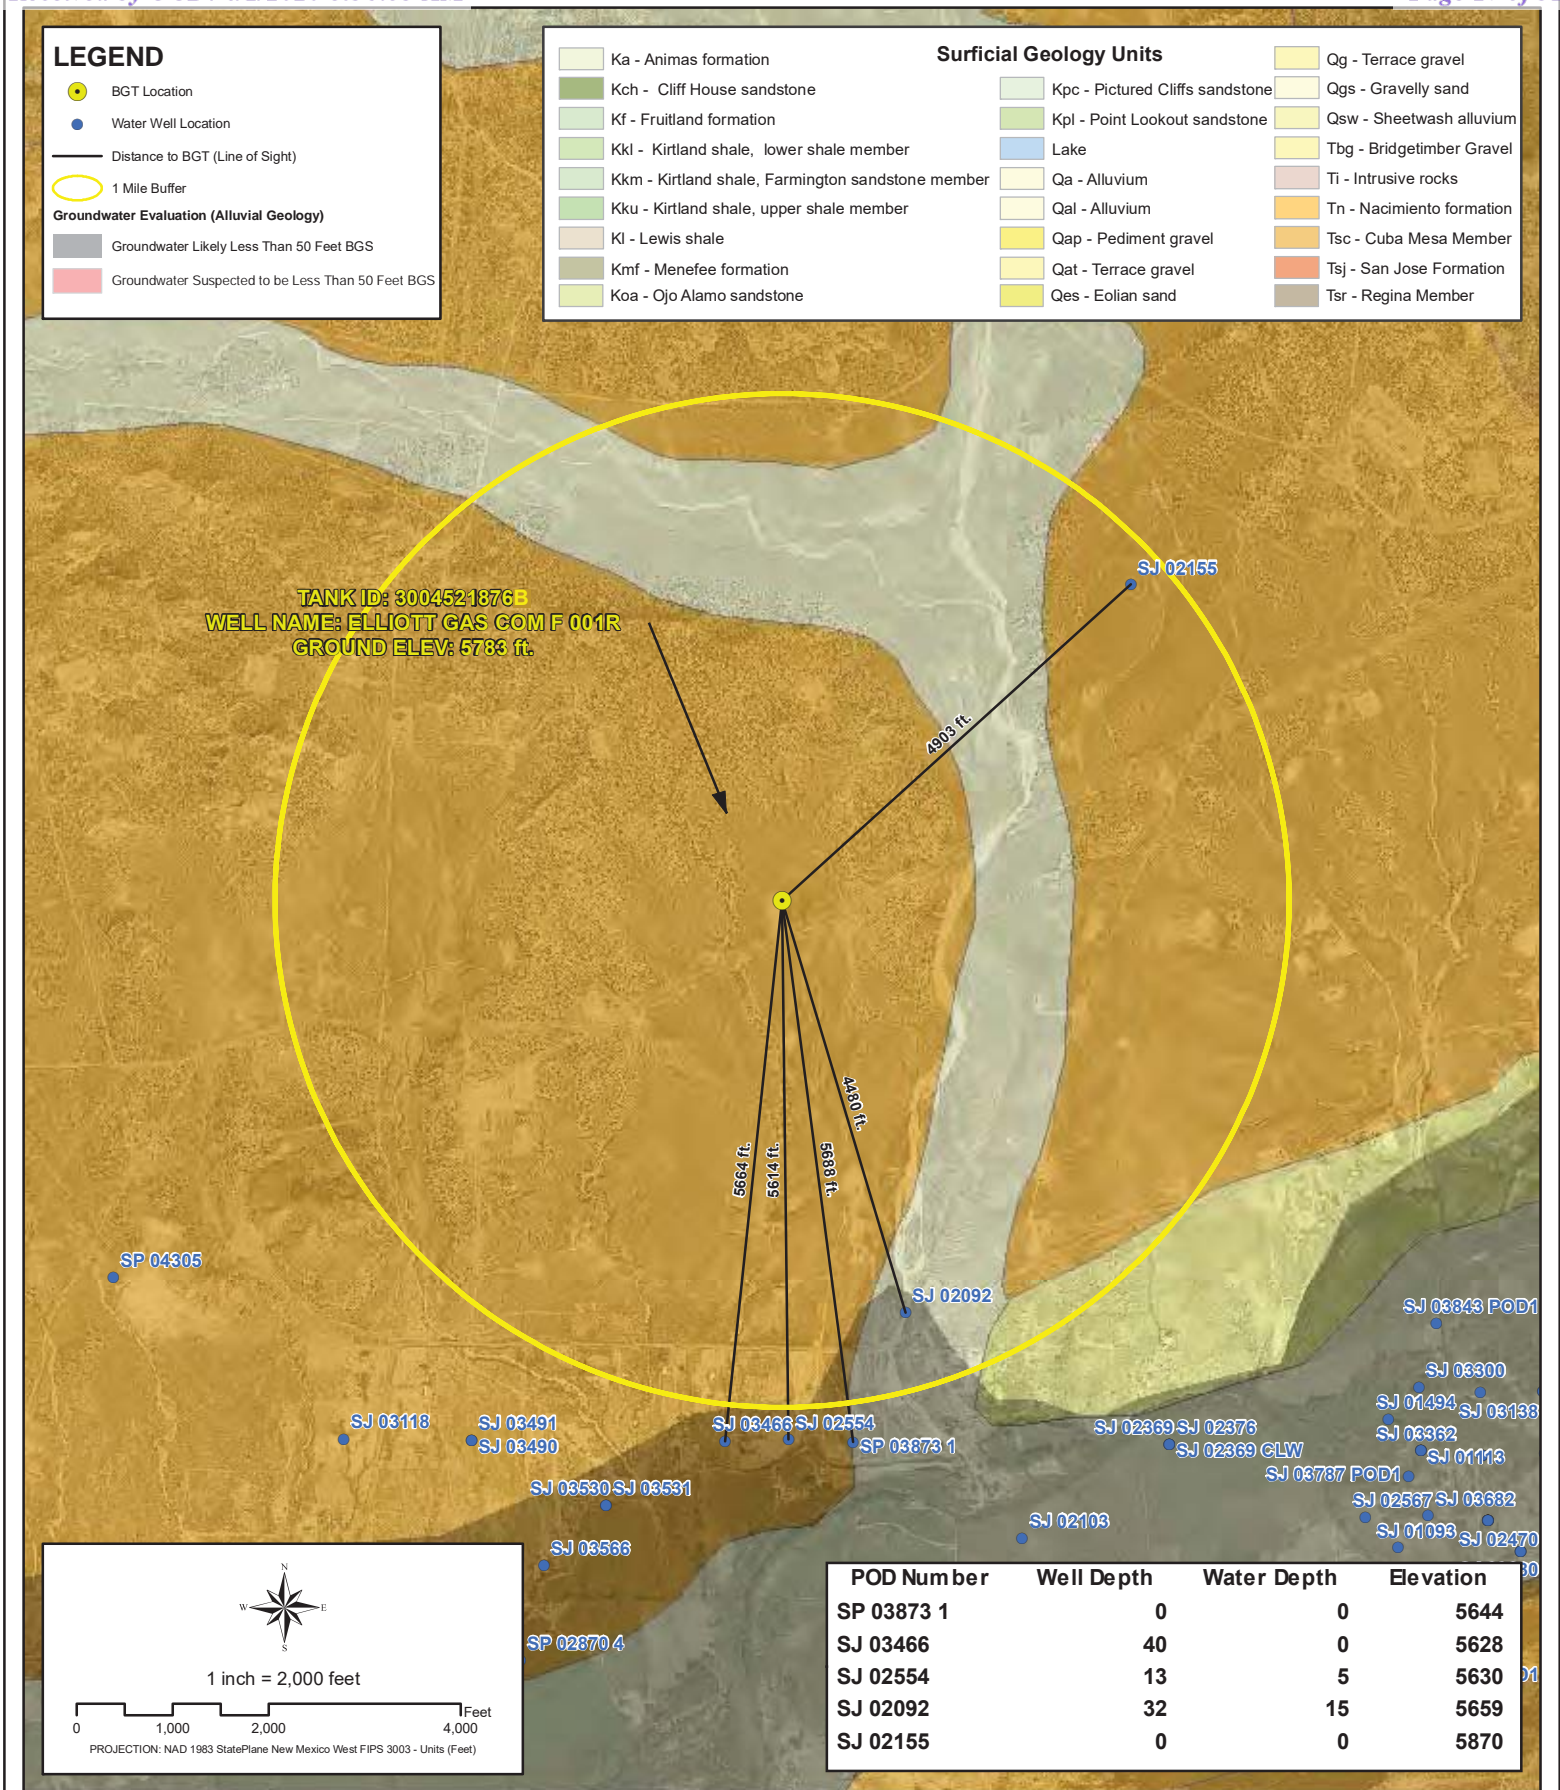 LEGEND
BGT Location
Water Well Location
Distance to BGT (Line of Sight)
1 Mile Buffer
Groundwater Evaluation (Alluvial Geology)
Groundwater Likely Less Than 50 Feet BGS
Groundwater Suspected to be Less Than 50 Feet BGS
Surficial Geology Units
Ka - Animas formation
Kch - Cliff House sandstone
Kf - Fruitland formation
Kkl - Kirtland shale, lower shale member
Kkm - Kirtland shale, Farmington sandstone member
Kku - Kirtland shale, upper shale member
Kl - Lewis shale
Kmf - Menefee formation
Koa - Ojo Alamo sandstone
Kpc - Pictured Cliffs sandstone
Kpl - Point Lookout sandstone
Lake
Qa - Alluvium
Qal - Alluvium
Qap - Pediment gravel
Qat - Terrace gravel
Qes - Eolian sand
Qg - Terrace gravel
Qgs - Gravelly sand
Qsw - Sheetwash alluvium
Tbg - Bridgetimber Gravel
Ti - Intrusive rocks
Tn - Nacimiento formation
Tsc - Cuba Mesa Member
Tsj - San Jose Formation
Tsr - Regina Member
SJ 02155
TANK ID: 3004521876B
WELL NAME: ELLIOTT GAS COM F 001R
GROUND ELEV: 5783 ft.
4903 ft.
4480 ft.
5664 ft.
5614 ft.
5688 ft.
SP 04305
SJ 02092
SJ 03843 POD1
SJ 03300
SJ 01494
SJ 03138
SJ 03118
SJ 03491
SJ 03490
SJ 03466
SJ 02554
SP 03873 1
SJ 02369
SJ 02376
SJ 02369 CLW
SJ 03362
SJ 01113
SJ 03787 POD1
SJ 03530
SJ 03531
SJ 02567
SJ 03682
SJ 02103
SJ 01093
SJ 02470
SJ 03566
SP 02870 4
N
W
E
S
1 inch = 2,000 feet
Feet
0 1,000 2,000 4,000
PROJECTION: NAD 1983 StatePlane New Mexico West FIPS 3003 - Units (Feet)
POD Number Well Depth Water Depth Elevation
SP 03873 1 0 0 5644
SJ 03466 40 0 5628
SJ 02554 13 5 5630
SJ 02092 32 15 5659
SJ 02155 0 0 5870